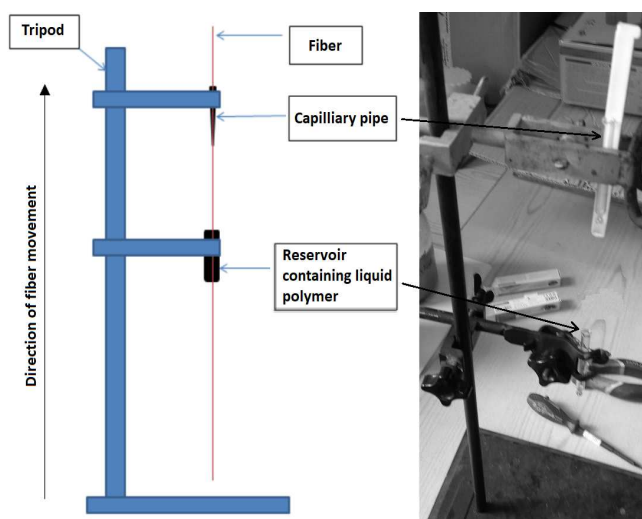 Tripod
Fiber
Capilliary pipe
Reservoir
containing liquid
polymer
Direction of fiber movement